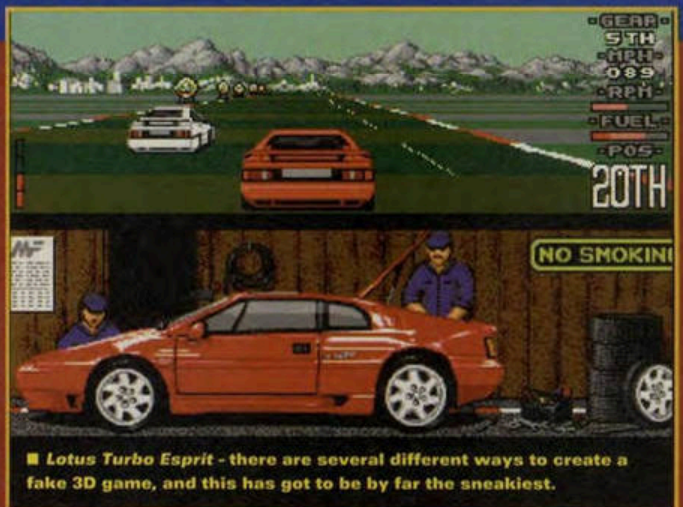 GEAR
5TH
MPH
089
RPM
FUEL
POS
20TH
NO SMOKIN
■ Lotus Turbo Esprit - there are several different ways to create a
fake 3D game, and this has got to be by far the sneakiest.